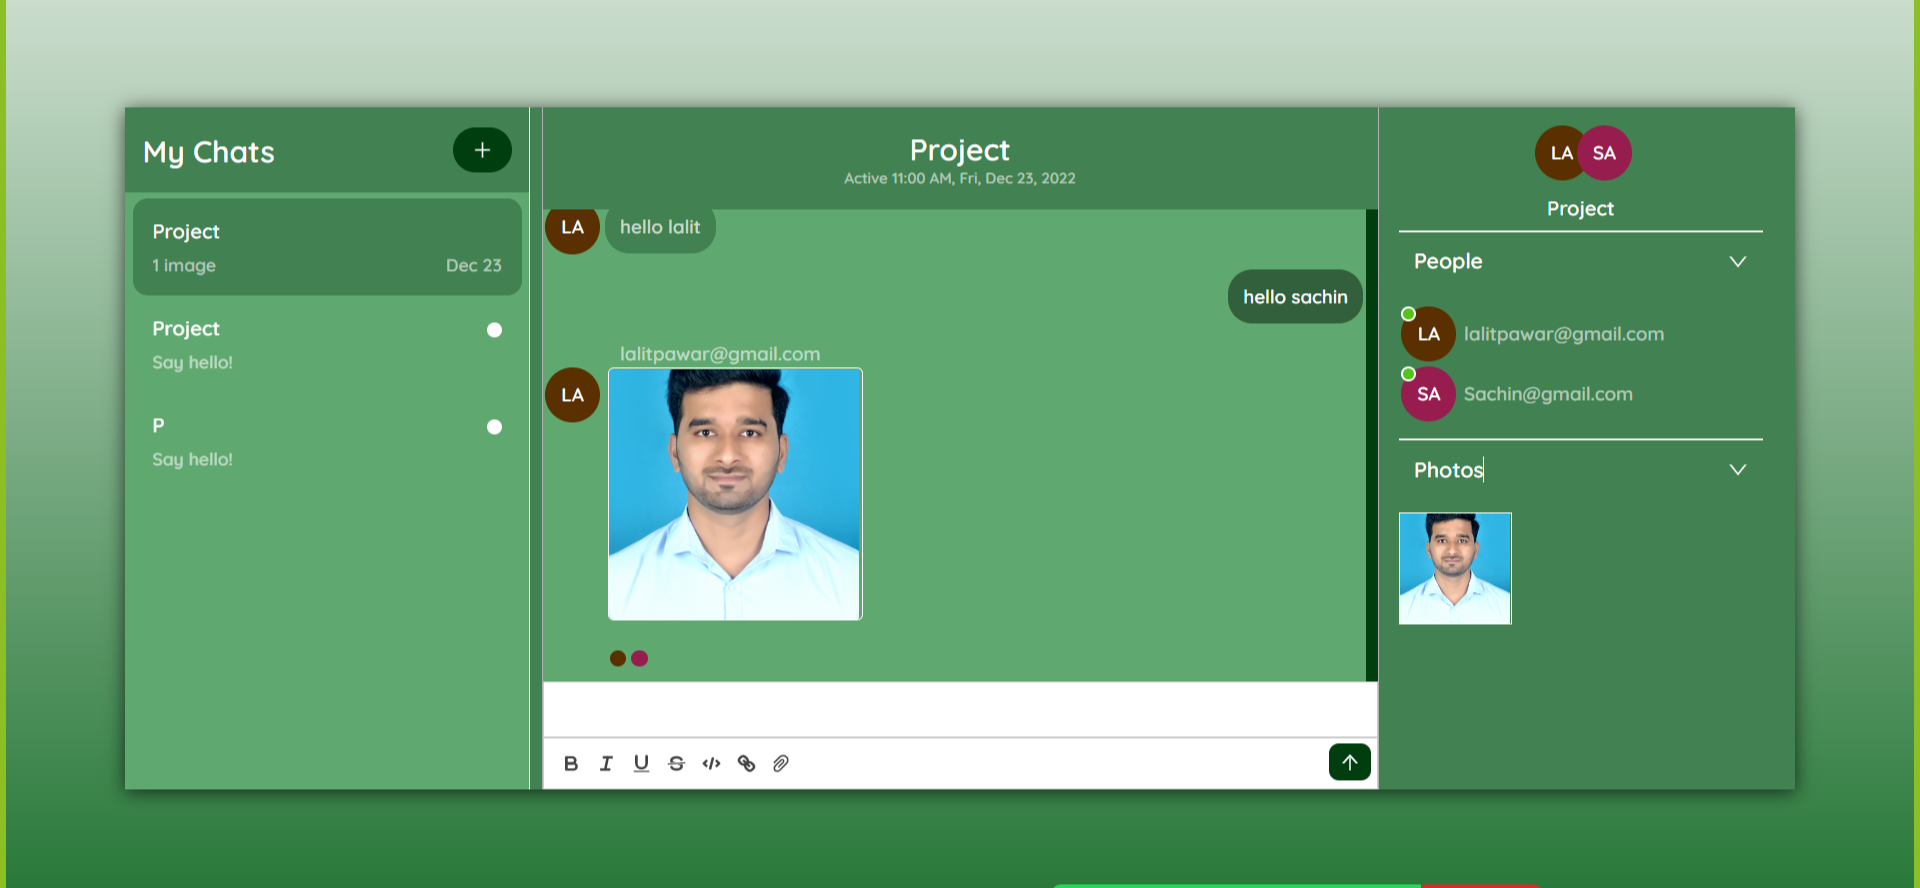 My Chats
+
Project
1 image
Dec 23
Project
Say hello!
P
Say hello!
Project
Active 11:00 AM, Fri, Dec 23, 2022
LA
hello lalit
hello sachin
lalitpawar@gmail.com
LA
B I U S </>
LA SA
Project
People
LA lalitpawar@gmail.com
SA Sachin@gmail.com
Photos